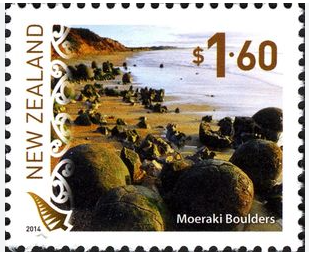 NEW ZEALAND
$1.60
Moeraki Boulders
2014